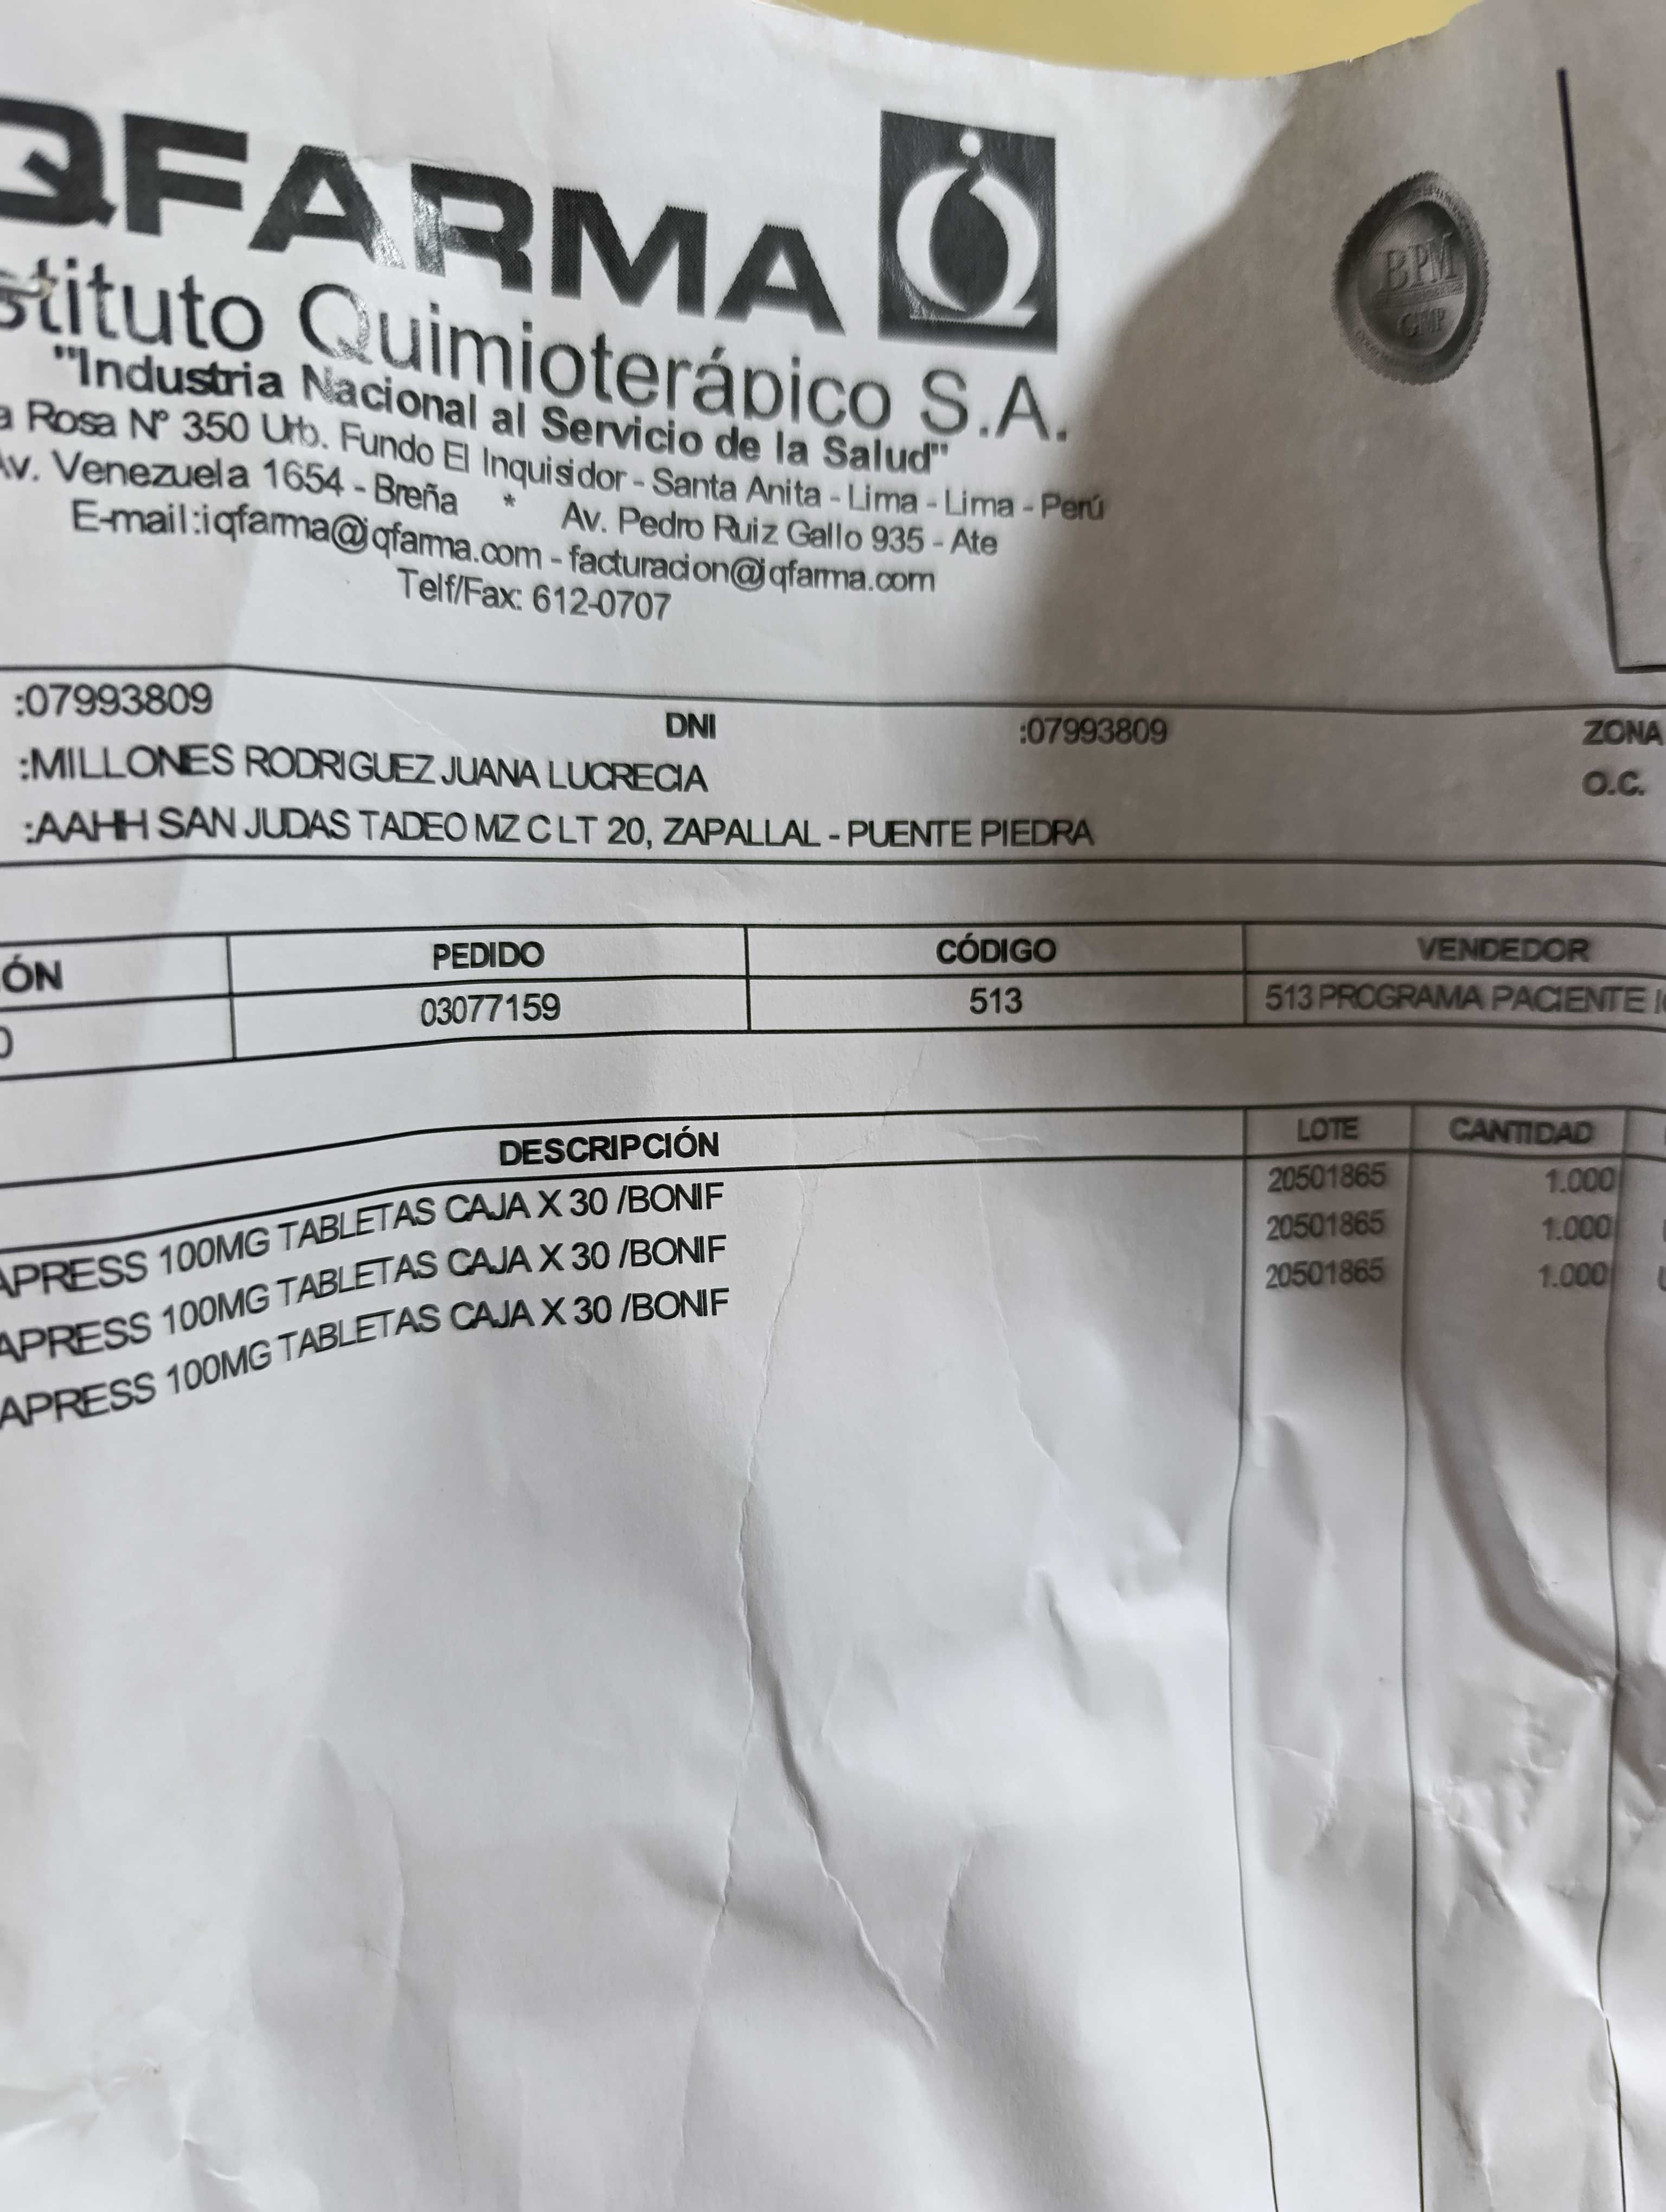 QFARMA
stituto Quimioterápico S.A.
"Industria Nacional al Servicio de la Salud"
a Rosa Nº 350 Urb. Fundo El Inquisidor - Santa Anita - Lima - Lima - Perú
Av. Venezuela 1654 - Breña * Av. Pedro Ruiz Gallo 935 - Ate
E-mail:iqfarma@iqfarma.com - facturacion@iqfarma.com
Telf/Fax: 612-0707
BPM
GMP
:07993809 DNI :07993809 ZONA
:MILLONES RODRIGUEZ JUANA LUCRECIA O.C.
:AAHH SAN JUDAS TADEO MZ C LT 20, ZAPALLAL - PUENTE PIEDRA
ÓN PEDIDO CÓDIGO VENDEDOR
03077159 513 513 PROGRAMA PACIENTE
DESCRIPCIÓN LOTE CANTIDAD
APRESS 100MG TABLETAS CAJA X 30 /BONIF 20501865 1.000
APRESS 100MG TABLETAS CAJA X 30 /BONIF 20501865 1.000
APRESS 100MG TABLETAS CAJA X 30 /BONIF 20501865 1.000